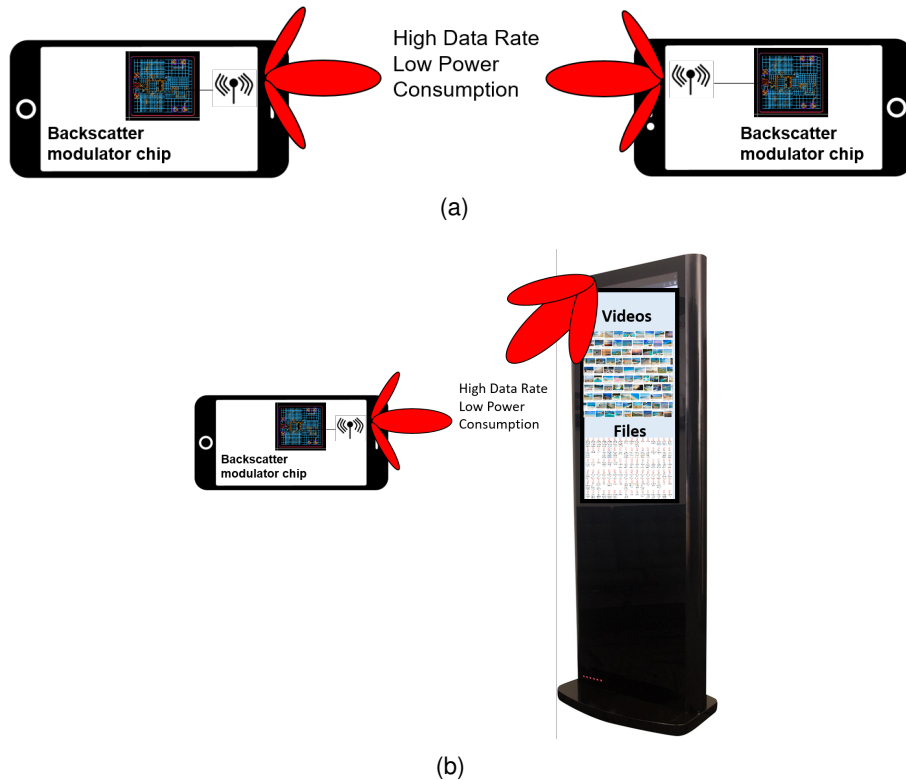 High Data Rate
Low Power
Consumption
Backscatter
modulator chip
Backscatter
modulator chip
(a)
Videos
High Data Rate
Low Power
Consumption
Files
Backscatter
modulator chip
(b)